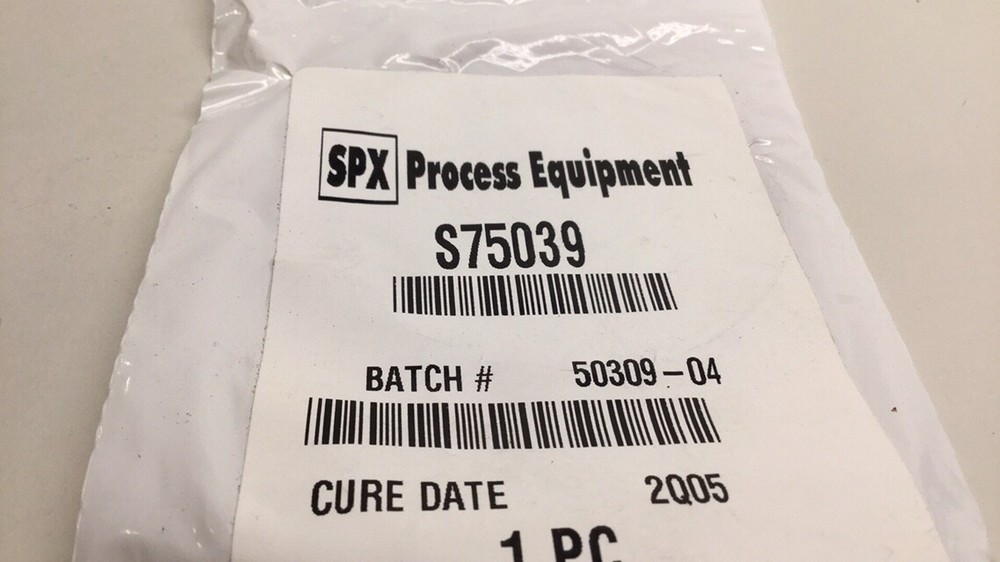 SPX Process Equipment
S75039
BATCH # 50309-04
CURE DATE 2Q05
1 PC